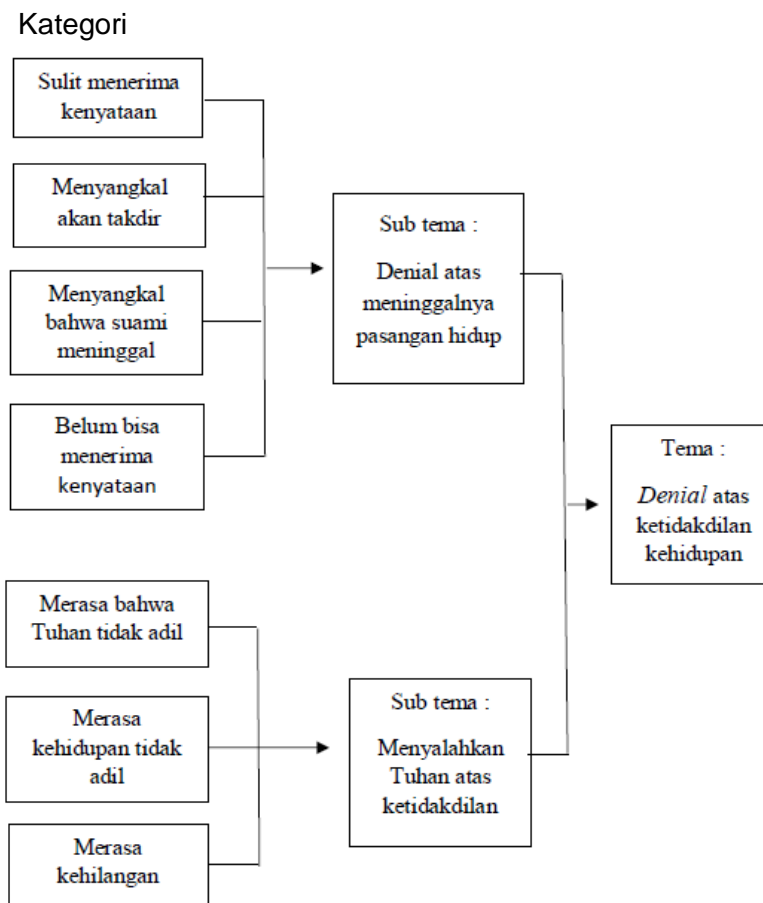 Kategori
Sulit menerima
kenyataan
Menyangkal
akan takdir
Menyangkal
bahwa suami
meninggal
Belum bisa
menerima
kenyataan
Sub tema :
Denial atas
meninggalnya
pasangan hidup
Merasa bahwa
Tuhan tidak adil
Merasa
kehidupan tidak
adil
Merasa
kehilangan
Sub tema :
Menyalahkan
Tuhan atas
ketidakdilan
Tema :
Denial atas
ketidakdilan
kehidupan